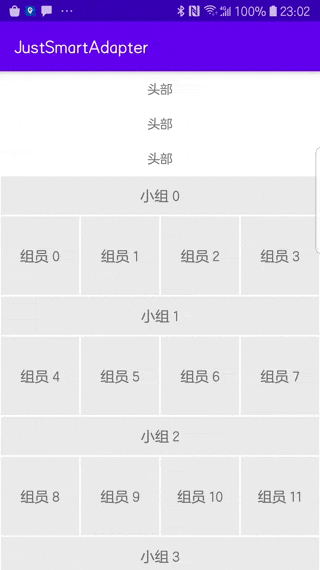 100% 23:02
JustSmartAdapter
头部
头部
头部
小组 0
组员 0 组员 1 组员 2 组员 3
小组 1
组员 4 组员 5 组员 6 组员 7
小组 2
组员 8 组员 9 组员 10 组员 11
小组 3